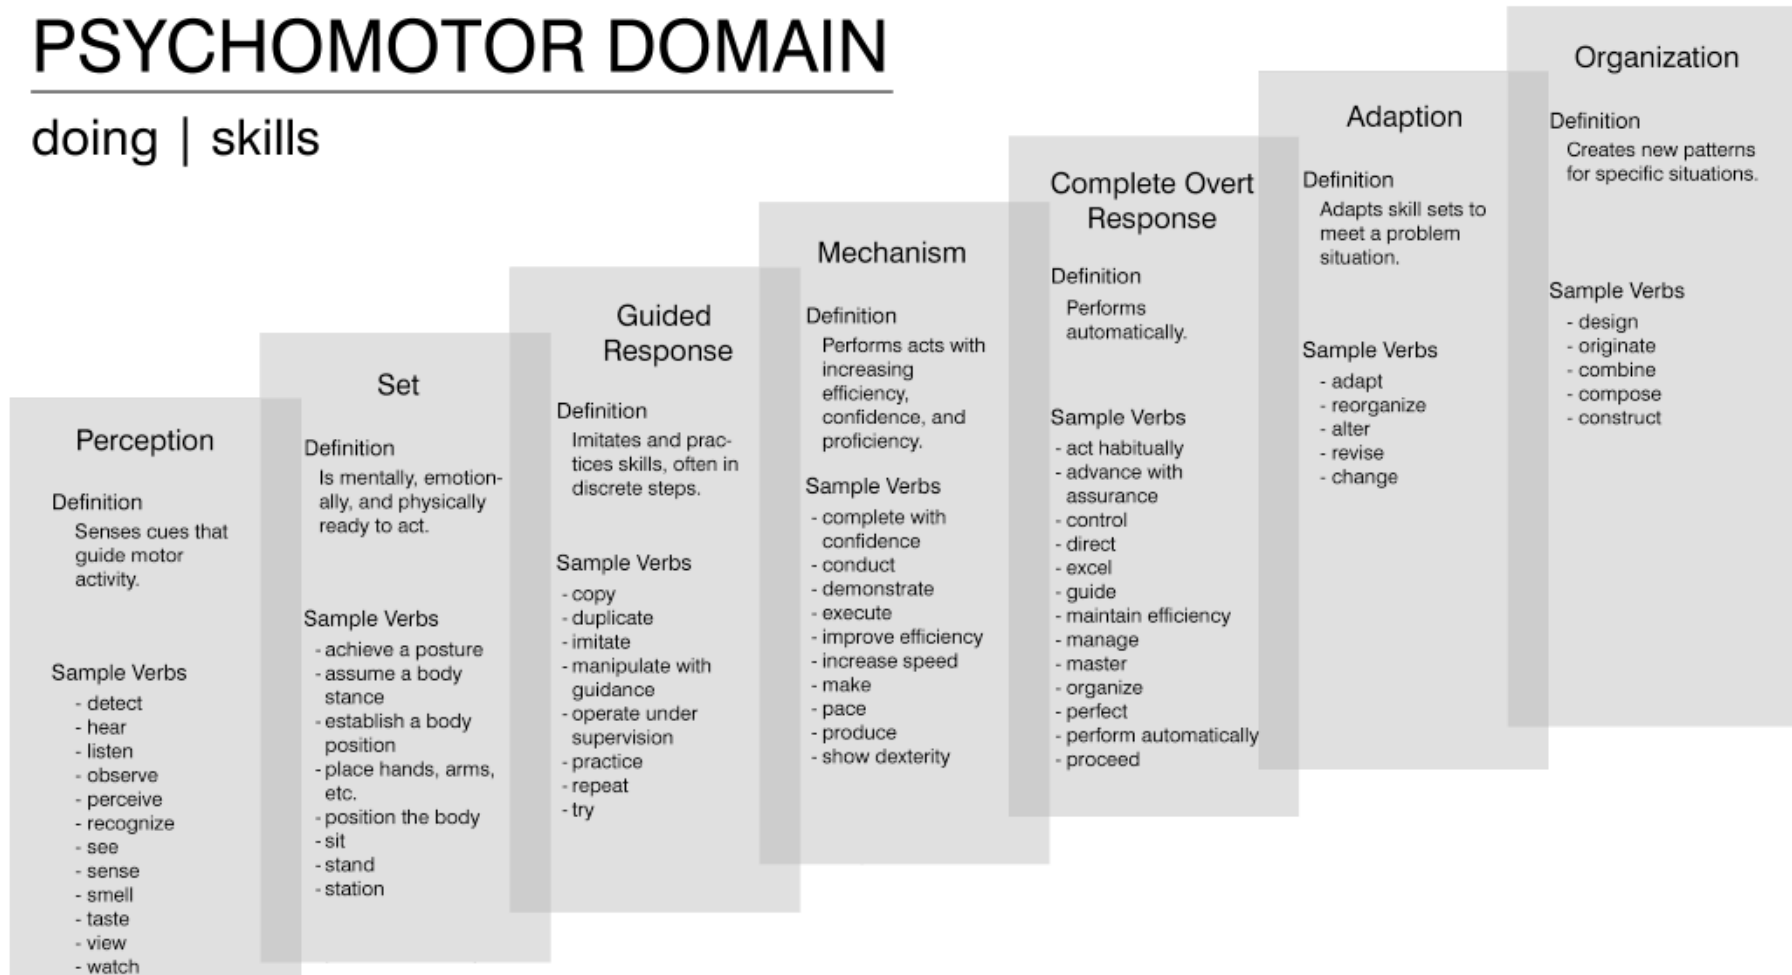 PSYCHOMOTOR DOMAIN
doing | skills
Perception
Definition
Senses cues that
guide motor
activity.
Sample Verbs
- detect
- hear
- listen
- observe
- perceive
- recognize
- see
- sense
- smell
- taste
- view
- watch
Set
Definition
Is mentally, emotion-
ally, and physically
ready to act.
Sample Verbs
- achieve a posture
- assume a body
stance
- establish a body
position
- place hands, arms,
etc.
- position the body
- sit
- stand
- station
Guided
Response
Definition
Imitates and prac-
tices skills, often in
discrete steps.
Sample Verbs
- copy
- duplicate
- imitate
- manipulate with
guidance
- operate under
supervision
- practice
- repeat
- try
Mechanism
Definition
Performs acts with
increasing
efficiency,
confidence, and
proficiency.
Sample Verbs
- complete with
confidence
- conduct
- demonstrate
- execute
- improve efficiency
- increase speed
- make
- pace
- produce
- show dexterity
Complete Overt
Response
Definition
Performs
automatically.
Sample Verbs
- act habitually
- advance with
assurance
- control
- direct
- excel
- guide
- maintain efficiency
- manage
- master
- organize
- perfect
- perform automatically
- proceed
Adaption
Definition
Adapts skill sets to
meet a problem
situation.
Sample Verbs
- adapt
- reorganize
- alter
- revise
- change
Organization
Definition
Creates new patterns
for specific situations.
Sample Verbs
- design
- originate
- combine
- compose
- construct